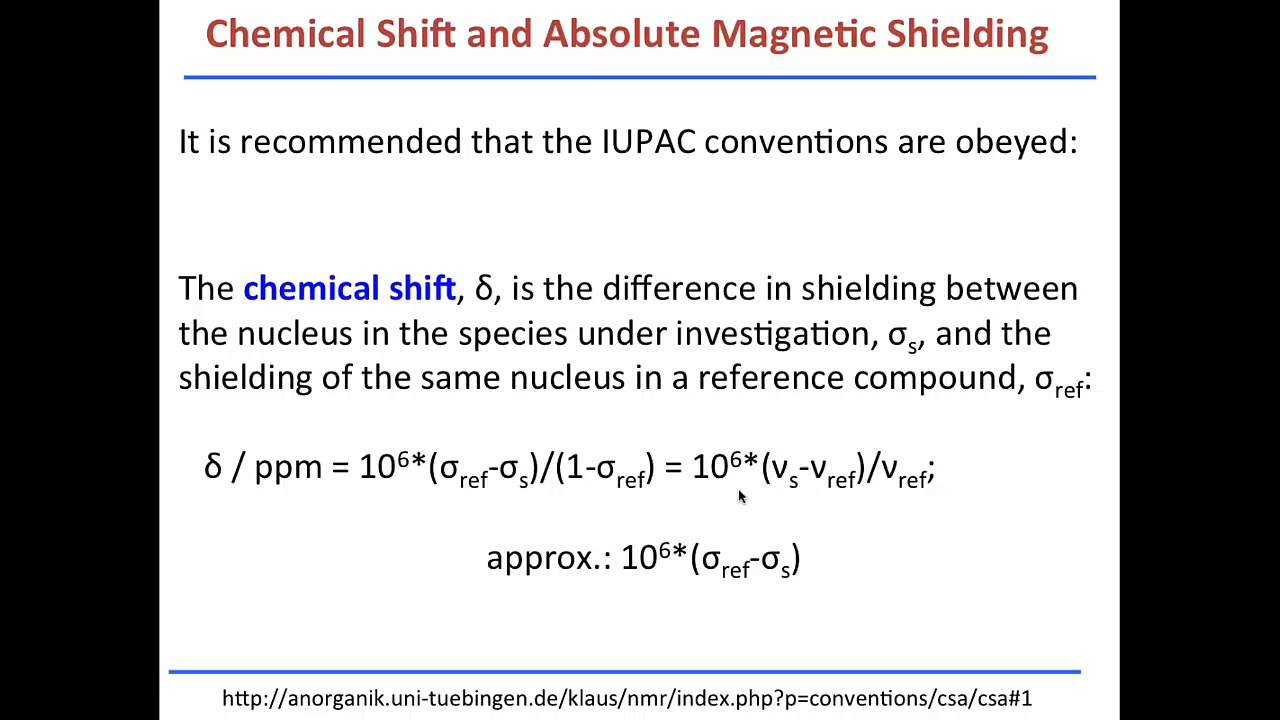 Chemical Shift and Absolute Magnetic Shielding
It is recommended that the IUPAC conventions are obeyed:
The chemical shift, δ, is the difference in shielding between
the nucleus in the species under investigation, σs, and the
shielding of the same nucleus in a reference compound, σref:
δ / ppm = 10⁶*(σref-σs)/(1-σref) = 10⁶*(νs-νref)/νref;
approx.: 10⁶*(σref-σs)
http://anorganik.uni-tuebingen.de/klaus/nmr/index.php?p=conventions/csa/csa#1